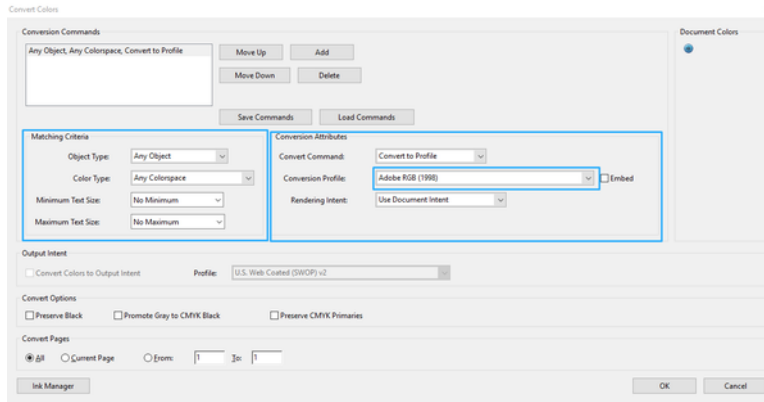 Convert Colors
Conversion Commands
Document Colors
Any Object, Any Colorspace, Convert to Profile
Move Up
Add
Move Down
Delete
Save Commands
Load Commands
Matching Criteria
Conversion Attributes
Object Type: Any Object
Convert Command: Convert to Profile
Color Type: Any Colorspace
Conversion Profile: Adobe RGB (1998) Embed
Minimum Text Size: No Minimum
Rendering Intent: Use Document Intent
Maximum Text Size: No Maximum
Output Intent
Convert Colors to Output Intent Profile: U.S. Web Coated (SWOP) v2
Convert Options
Preserve Black Promote Gray to CMYK Black Preserve CMYK Primaries
Convert Pages
All Current Page From: 1 To: 1
Ink Manager OK Cancel